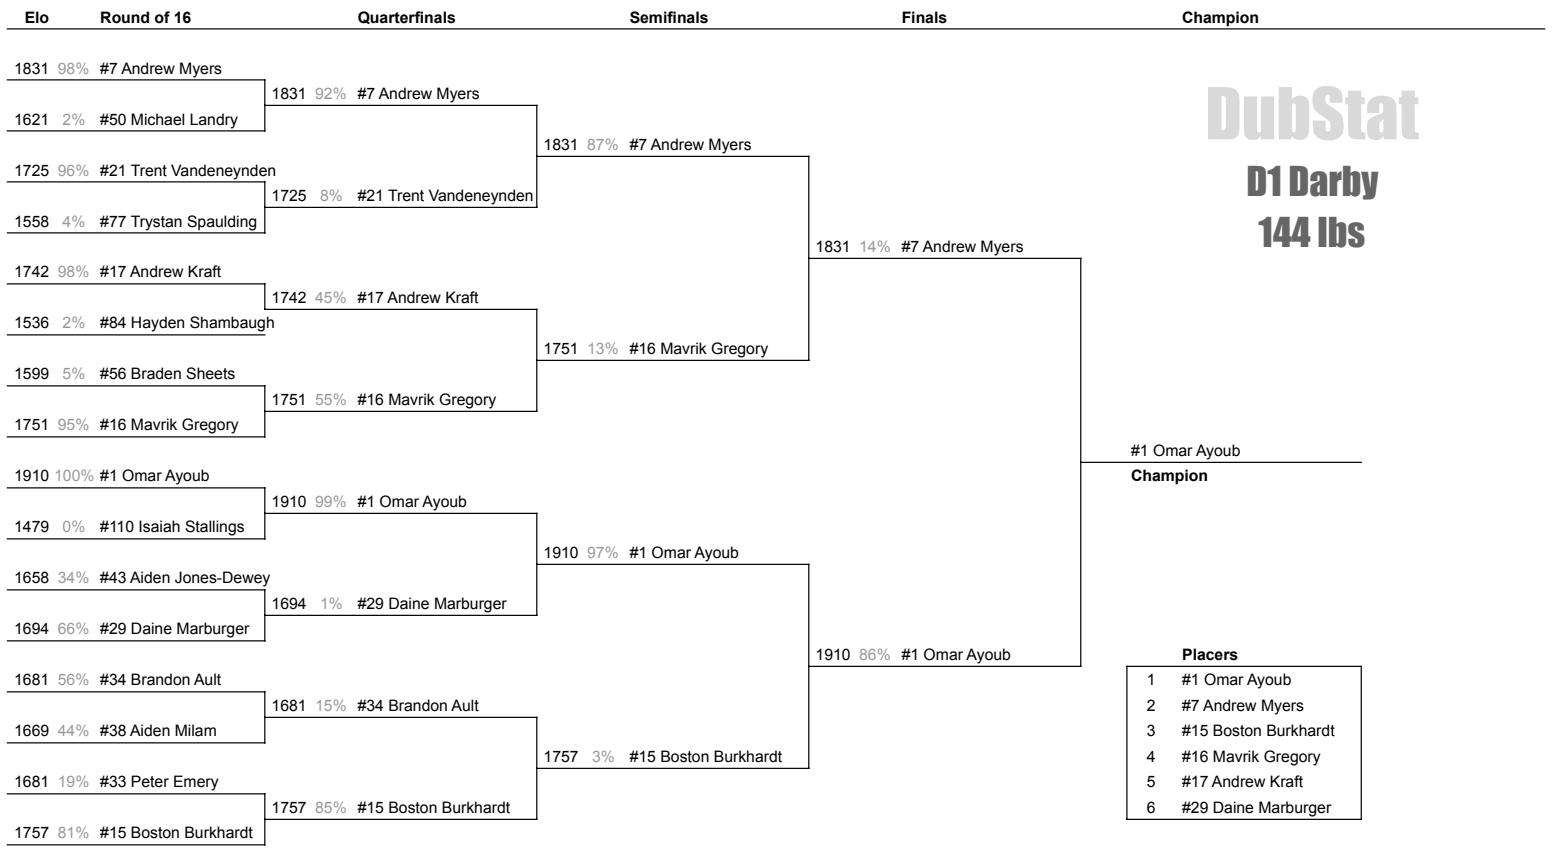 Elo Round of 16 Quarterfinals Semifinals Finals Champion
1831 98% #7 Andrew Myers
1831 92% #7 Andrew Myers
1621 2% #50 Michael Landry
1831 87% #7 Andrew Myers
1725 96% #21 Trent Vandeneynden
1725 8% #21 Trent Vandeneynden
1558 4% #77 Trystan Spaulding
1831 14% #7 Andrew Myers
1742 98% #17 Andrew Kraft
1742 45% #17 Andrew Kraft
1536 2% #84 Hayden Shambaugh
1751 13% #16 Mavrik Gregory
1599 5% #56 Braden Sheets
1751 55% #16 Mavrik Gregory
1751 95% #16 Mavrik Gregory
#1 Omar Ayoub
Champion
1910 100% #1 Omar Ayoub
1910 99% #1 Omar Ayoub
1479 0% #110 Isaiah Stallings
1910 97% #1 Omar Ayoub
1658 34% #43 Aiden Jones-Dewey
1694 1% #29 Daine Marburger
1694 66% #29 Daine Marburger
1910 86% #1 Omar Ayoub
1681 56% #34 Brandon Ault
1681 15% #34 Brandon Ault
1669 44% #38 Aiden Milam
1757 3% #15 Boston Burkhardt
1681 19% #33 Peter Emery
1757 85% #15 Boston Burkhardt
1757 81% #15 Boston Burkhardt
DubStat
D1 Darby
144 lbs
Placers
1 #1 Omar Ayoub
2 #7 Andrew Myers
3 #15 Boston Burkhardt
4 #16 Mavrik Gregory
5 #17 Andrew Kraft
6 #29 Daine Marburger